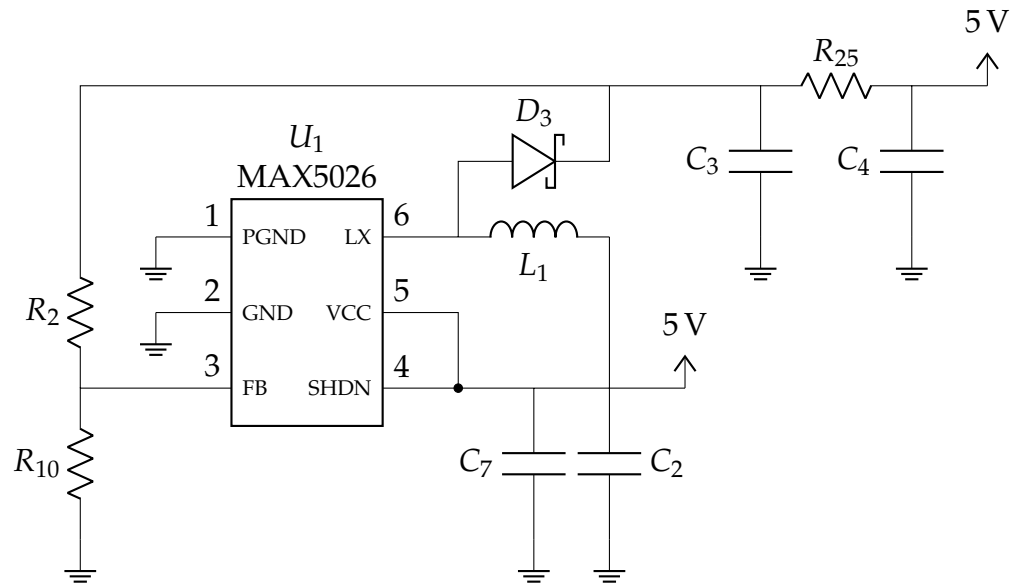 5 V
R25
D3
C3
C4
U1
MAX5026
1
PGND
LX
6
L1
R2
2
GND
VCC
5
5 V
3
FB
SHDN
4
R10
C7
C2